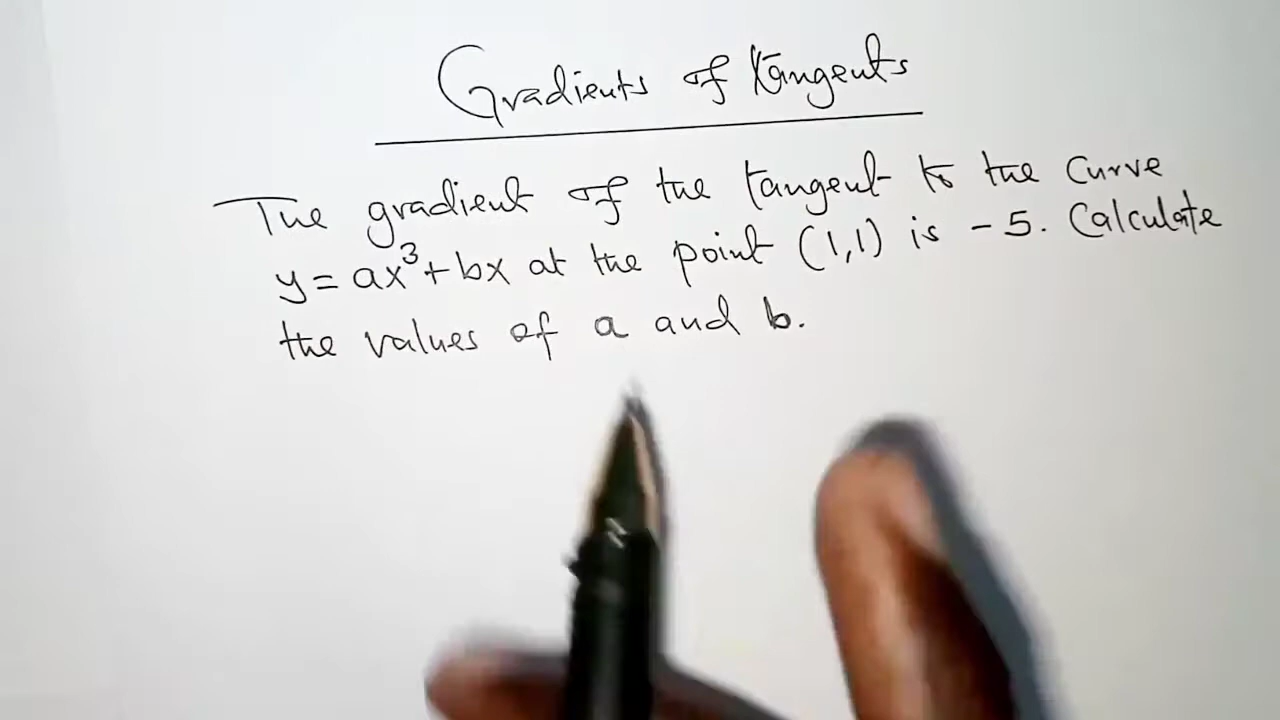 Gradients of tangents
The gradient of the tangent to the curve
y = ax³ + bx at the point (1,1) is -5. Calculate
the values of a and b.